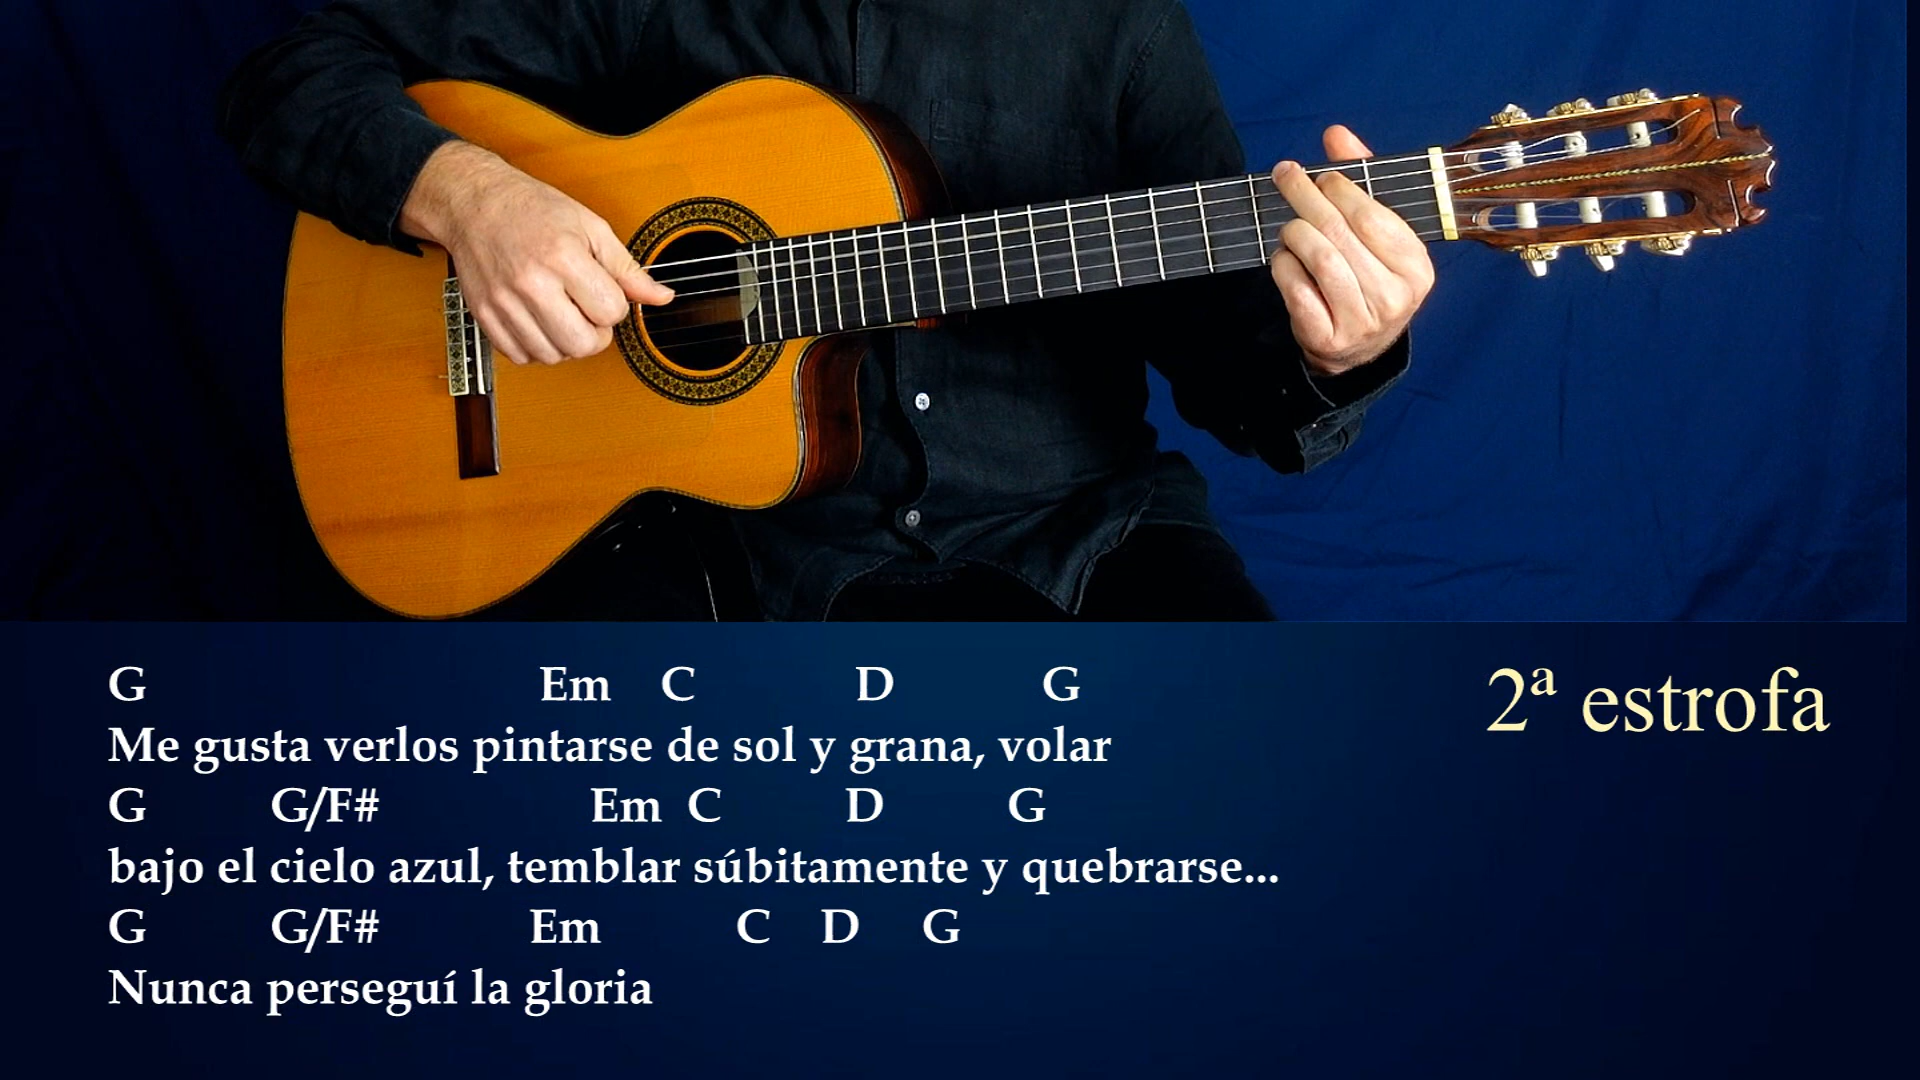 G Em C D G
2ª estrofa
Me gusta verlos pintarse de sol y grana, volar
G G/F# Em C D G
bajo el cielo azul, temblar súbitamente y quebrarse...
G G/F# Em C D G
Nunca perseguí la gloria